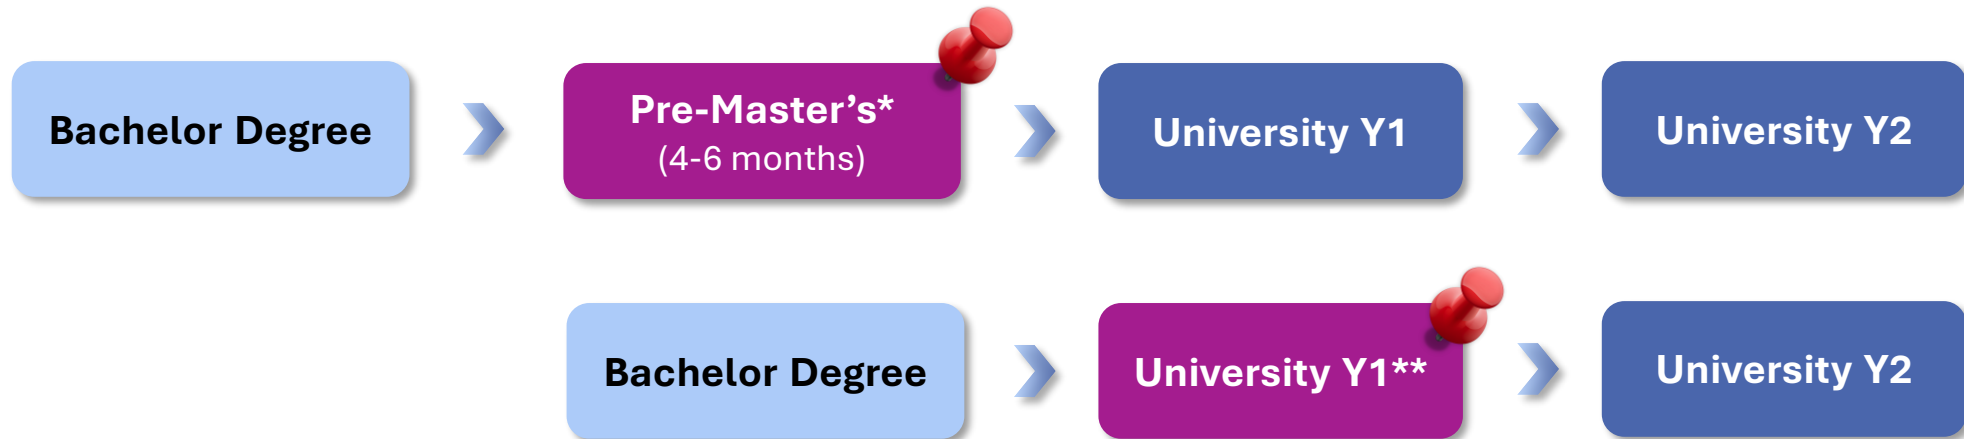 Bachelor Degree
Pre-Master’s*
(4-6 months)
University Y1
University Y2
Bachelor Degree
University Y1**
University Y2